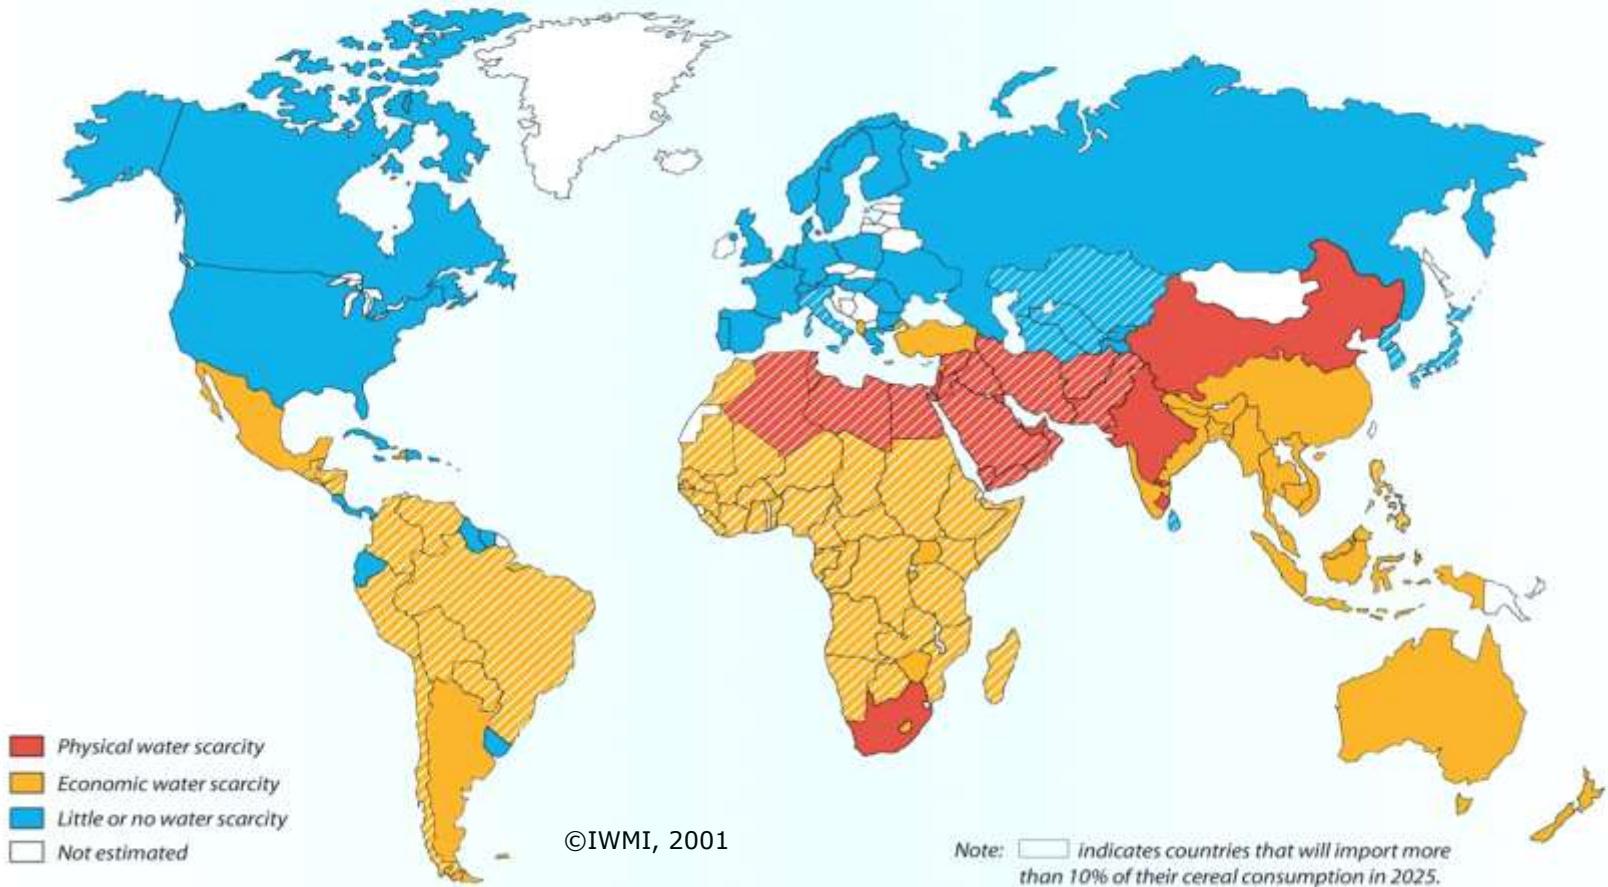 Physical water scarcity
Economic water scarcity
Little or no water scarcity
Not estimated
©IWMI, 2001
Note: indicates countries that will import more
than 10% of their cereal consumption in 2025.